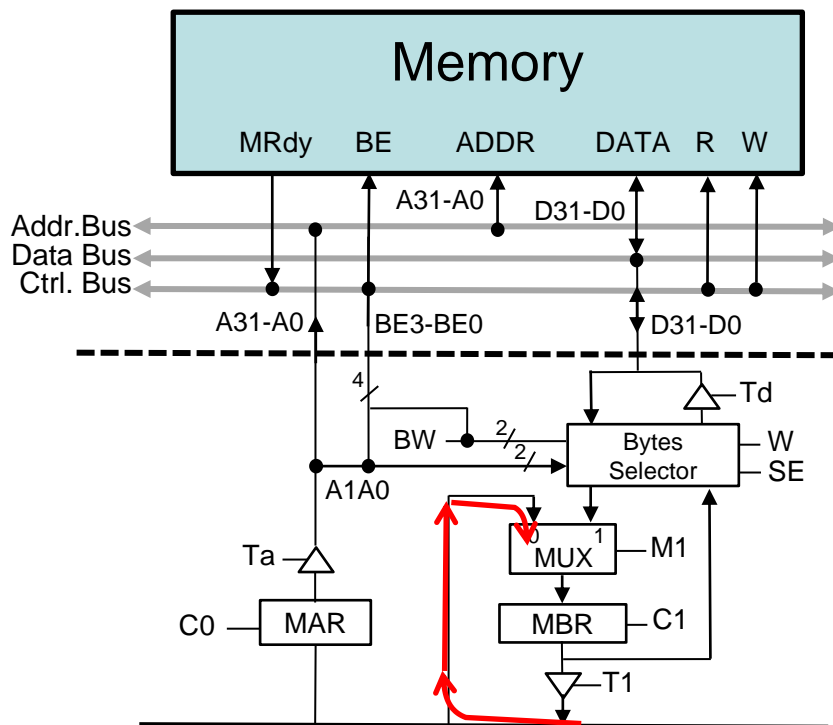 Memory
MRdy BE ADDR DATA R W
A31-A0 D31-D0
Addr.Bus
Data Bus
Ctrl. Bus
A31-A0 BE3-BE0 D31-D0
4
Td
BW 2 Bytes W
2 Selector SE
A1A0
0 1
Ta MUX M1
C0 MAR MBR C1
T1